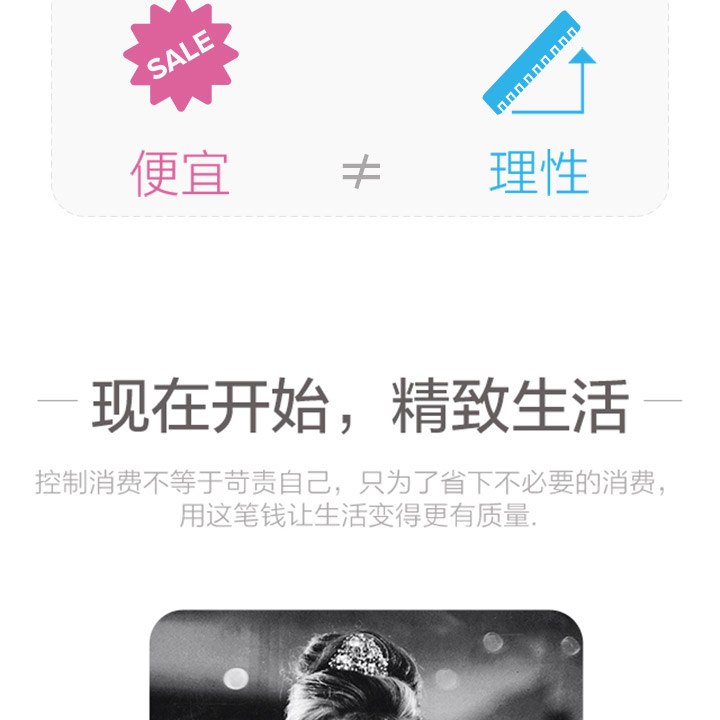 SALE
便宜 ≠ 理性
现在开始，精致生活
控制消费不等于苛责自己，只为了省下不必要的消费，
用这笔钱让生活变得更有质量.